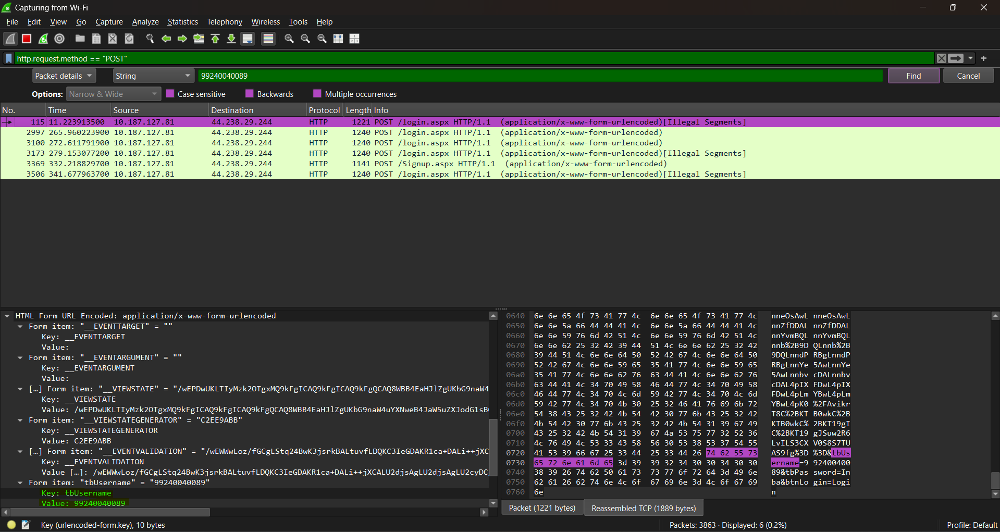 Capturing from Wi-Fi
File Edit View Go Capture Analyze Statistics Telephony Wireless Tools Help
http.request.method == "POST"
Packet details String 99240040089 Find Cancel
Options: Narrow & Wide Case sensitive Backwards Multiple occurrences
No. Time Source Destination Protocol Length Info
115 11.223913500 10.187.127.81 44.238.29.244 HTTP 1221 POST /login.aspx HTTP/1.1 (application/x-www-form-urlencoded)[Illegal Segments]
2997 265.960223900 10.187.127.81 44.238.29.244 HTTP 1240 POST /login.aspx HTTP/1.1 (application/x-www-form-urlencoded)
3100 272.611791900 10.187.127.81 44.238.29.244 HTTP 1240 POST /login.aspx HTTP/1.1 (application/x-www-form-urlencoded)
3173 279.153077200 10.187.127.81 44.238.29.244 HTTP 1240 POST /login.aspx HTTP/1.1 (application/x-www-form-urlencoded)[Illegal Segments]
3369 332.218829700 10.187.127.81 44.238.29.244 HTTP 1141 POST /Signup.aspx HTTP/1.1 (application/x-www-form-urlencoded)
3506 341.677963700 10.187.127.81 44.238.29.244 HTTP 1240 POST /login.aspx HTTP/1.1 (application/x-www-form-urlencoded)[Illegal Segments]
HTML Form URL Encoded: application/x-www-form-urlencoded
Form item: "__EVENTTARGET" = ""
Key: __EVENTTARGET
Value:
Form item: "__EVENTARGUMENT" = ""
Key: __EVENTARGUMENT
Value:
[…] Form item: "__VIEWSTATE" = "/wEPDwUKLTIyMzk2OTgxMQ9kFgICAQ9kFgICAQ9kFgQCAQ8WBB4EaHJlZgUKbG9naW4
Key: __VIEWSTATE
Value: /wEPDwUKLTIyMzk2OTgxMQ9kFgICAQ9kFgICAQ9kFgQCAQ8WBB4EaHJlZgUKbG9naW4uYXNweB4JaW5uZXJodG1sB
Form item: "__VIEWSTATEGENERATOR" = "C2EE9ABB"
Key: __VIEWSTATEGENERATOR
Value: C2EE9ABB
[…] Form item: "__EVENTVALIDATION" = "/wEWWwLoz/fGCgLStq24BwK3jsrkBALtuvfLDQKC3IeGDAKR1ca+DALi++jXC
Key: __EVENTVALIDATION
Value […]: /wEWWwLoz/fGCgLStq24BwK3jsrkBALtuvfLDQKC3IeGDAKR1ca+DALi++jXCALU2djsAgLU2djsAgLU2cyDC
Form item: "tbUsername" = "99240040089"
Key: tbUsername
Value: 99240040089
0640 6e 6e 65 4f 73 41 77 4c 6e 6e 65 4f 73 41 77 4c nneOsAwL nneOsAwL
0650 6e 6e 5a 66 44 44 41 4c 6e 6e 5a 66 44 44 41 4c nnZfDDAL nnZfDDAL
0660 6e 6e 59 76 6d 42 51 4c 6e 6e 59 76 6d 42 51 4c nnYvmBQL nnYvmBQL
0670 6e 6e 62 25 32 42 39 44 51 4c 6e 6e 62 25 32 42 nnb%2B9D QLnnb%2B
0680 39 44 51 4c 6e 6e 64 50 52 42 67 4c 6e 6e 64 50 9DQLnndP RBgLnndP
0690 52 42 67 4c 6e 6e 59 65 35 41 77 4c 6e 6e 59 65 RBgLnnYe 5AwLnnYe
06a0 35 41 77 4c 6e 6e 62 76 63 44 41 4c 6e 6e 62 76 5AwLnnbv cDALnnbv
06b0 63 44 41 4c 34 70 49 58 46 44 77 4c 34 70 49 58 cDAL4pIX FDwL4pIX
06c0 46 44 77 4c 34 70 4c 6d 59 42 77 4c 34 70 4c 6d FDwL4pLm YBwL4pLm
06d0 59 42 77 4c 34 70 4b 30 25 32 46 41 76 69 6b 72 YBwL4pK0 %2FAvikr
06e0 54 38 43 25 32 42 4b 54 42 30 77 6b 43 25 32 42 T8C%2BKT B0wkC%2B
06f0 4b 54 42 30 77 6b 43 25 32 42 4b 54 31 39 67 49 KTB0wkC% 2BKT19gI
0700 43 25 32 42 4b 54 31 39 67 4a 53 75 77 32 52 36 C%2BKT19 gJSuw2R6
0710 4c 76 49 4c 53 33 43 58 56 30 53 38 53 37 54 55 LvILS3CX V0S8S7TU
0720 41 53 39 66 67 25 33 44 25 33 44 26 74 62 55 73 AS9fg%3D %3D&tbUs
0730 65 72 6e 61 6d 65 3d 39 39 32 34 30 30 34 30 30 ername=9 92400400
0740 38 39 26 74 62 50 61 73 73 77 6f 72 64 3d 49 6e 89&tbPas sword=In
0750 62 61 26 62 74 6e 4c 6f 67 69 6e 3d 4c 6f 67 69 ba&btnLo gin=Logi
0760 6e n
Packet (1221 bytes) Reassembled TCP (1889 bytes)
Key (urlencoded-form.key), 10 bytes Packets: 3863 · Displayed: 6 (0.2%) Profile: Default